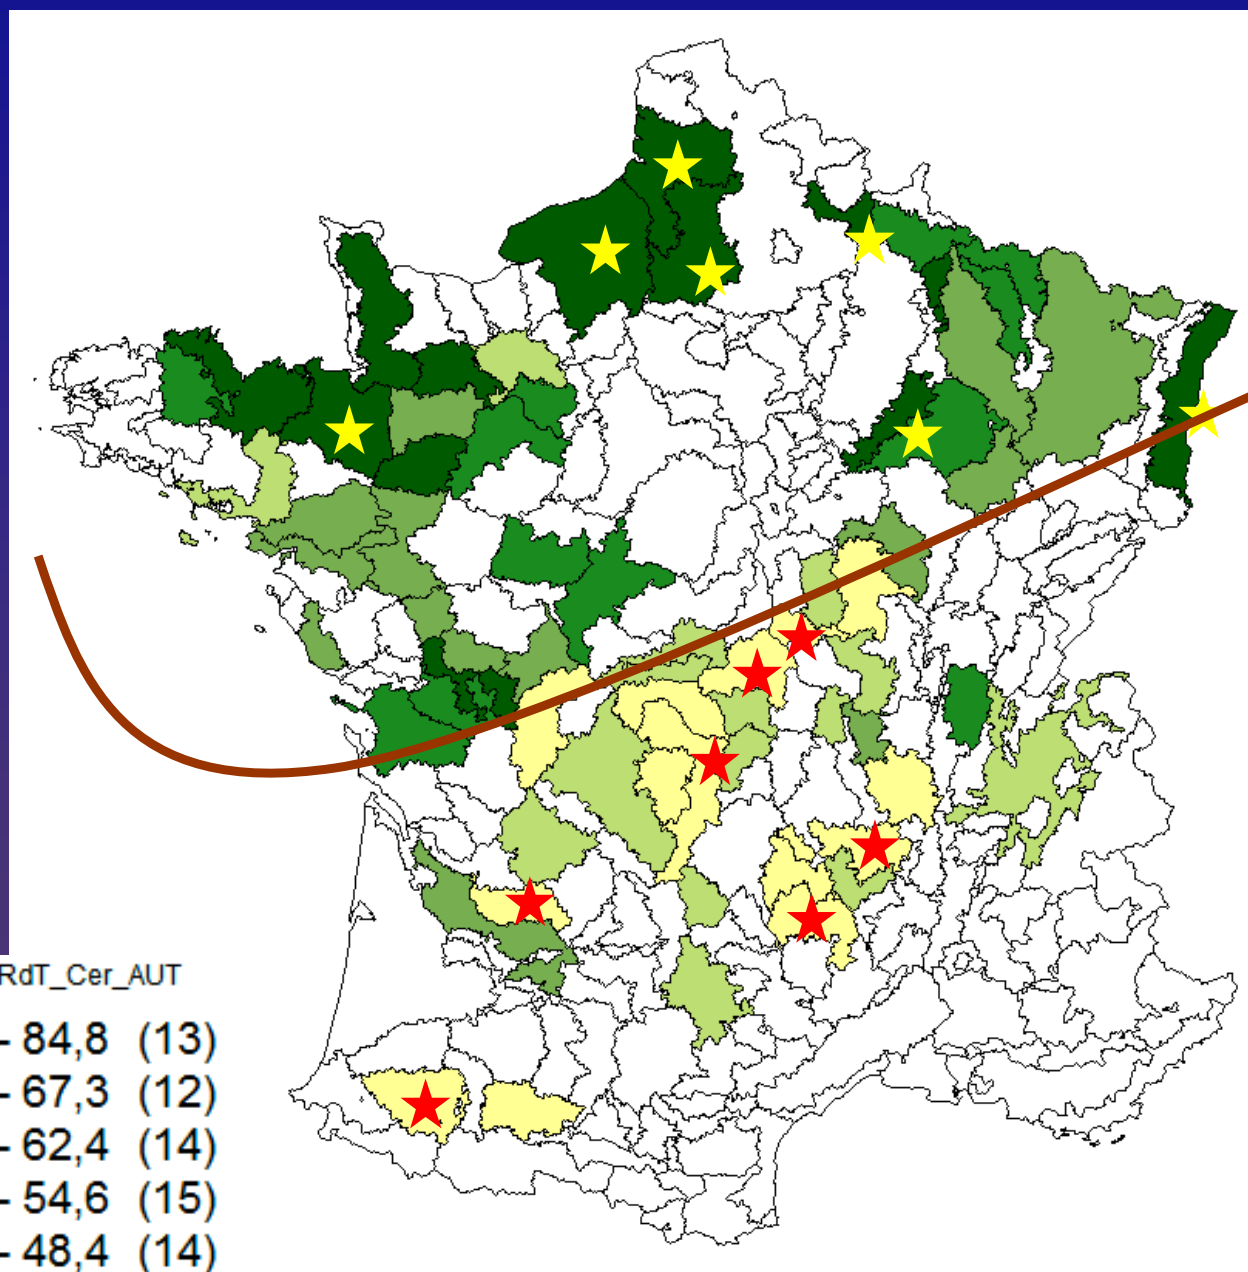 RdT_Cer_AUT
- 84,8 (13)
- 67,3 (12)
- 62,4 (14)
- 54,6 (15)
- 48,4 (14)